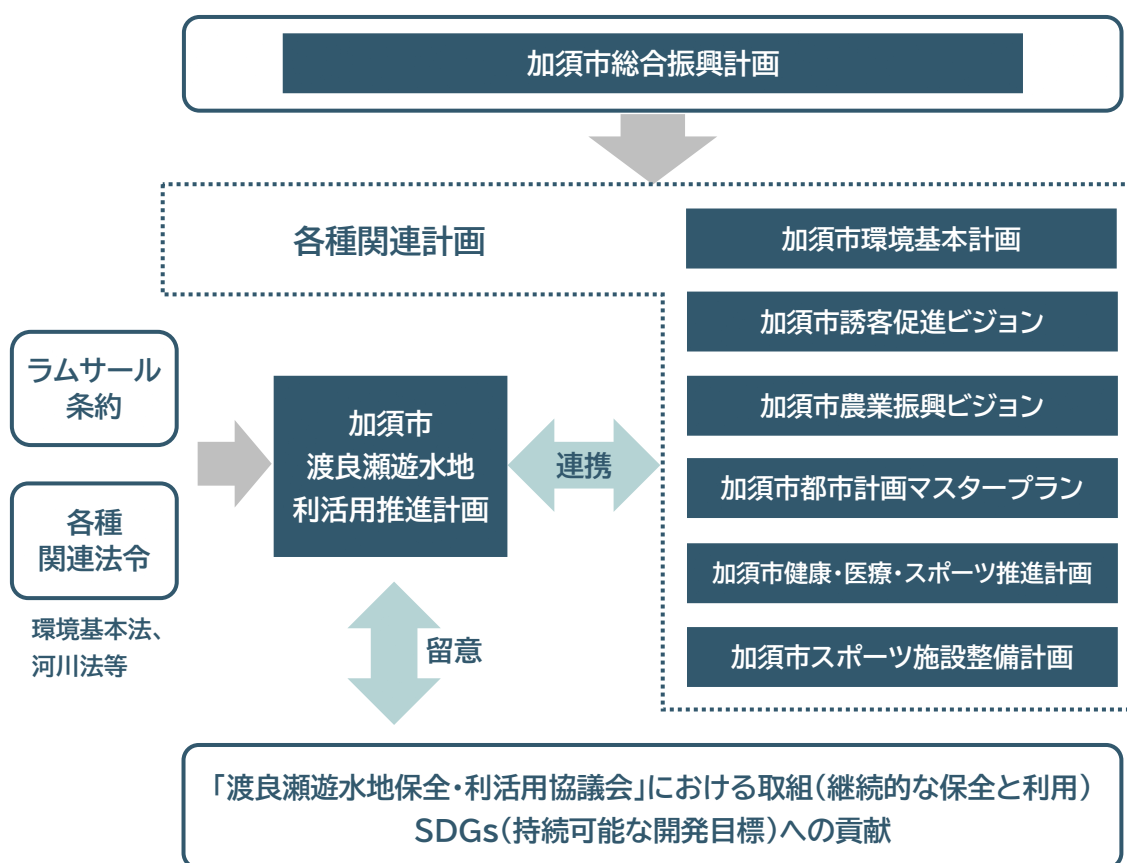 加須市総合振興計画
各種関連計画
加須市環境基本計画
加須市誘客促進ビジョン
加須市農業振興ビジョン
加須市都市計画マスタープラン
加須市健康・医療・スポーツ推進計画
加須市スポーツ施設整備計画
ラムサール
条約
各種
関連法令
環境基本法、
河川法等
加須市
渡良瀬遊水地
利活用推進計画
連携
留意
「渡良瀬遊水地保全・利活用協議会」における取組(継続的な保全と利用)
SDGs(持続可能な開発目標)への貢献